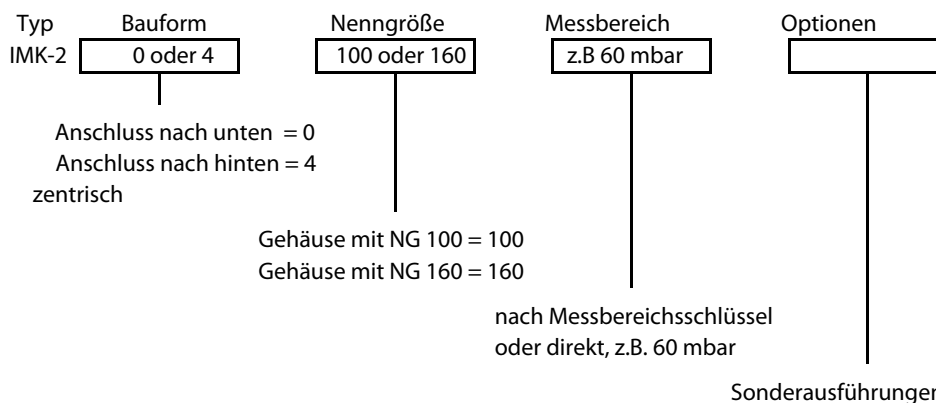 Typ Bauform Nenngröße Messbereich Optionen
IMK-2 0 oder 4 100 oder 160 z.B 60 mbar
Anschluss nach unten = 0
Anschluss nach hinten = 4
zentrisch
Gehäuse mit NG 100 = 100
Gehäuse mit NG 160 = 160
nach Messbereichsschlüssel
oder direkt, z.B. 60 mbar
Sonderausführungen